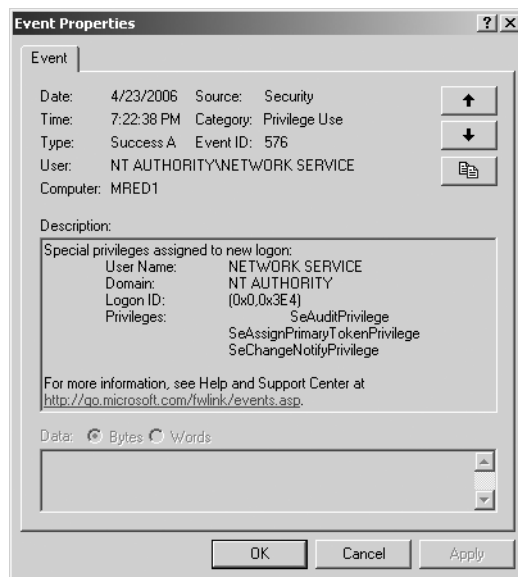 Event Properties
Event
Date: 4/23/2006 Source: Security
Time: 7:22:38 PM Category: Privilege Use
Type: Success A Event ID: 576
User: NT AUTHORITY\NETWORK SERVICE
Computer: MRED1
Description:
Special privileges assigned to new logon:
User Name: NETWORK SERVICE
Domain: NT AUTHORITY
Logon ID: (0x0,0x3E4)
Privileges: SeAuditPrivilege
SeAssignPrimaryTokenPrivilege
SeChangeNotifyPrivilege
For more information, see Help and Support Center at
http://go.microsoft.com/fwlink/events.asp.
Data: Bytes Words
OK Cancel Apply